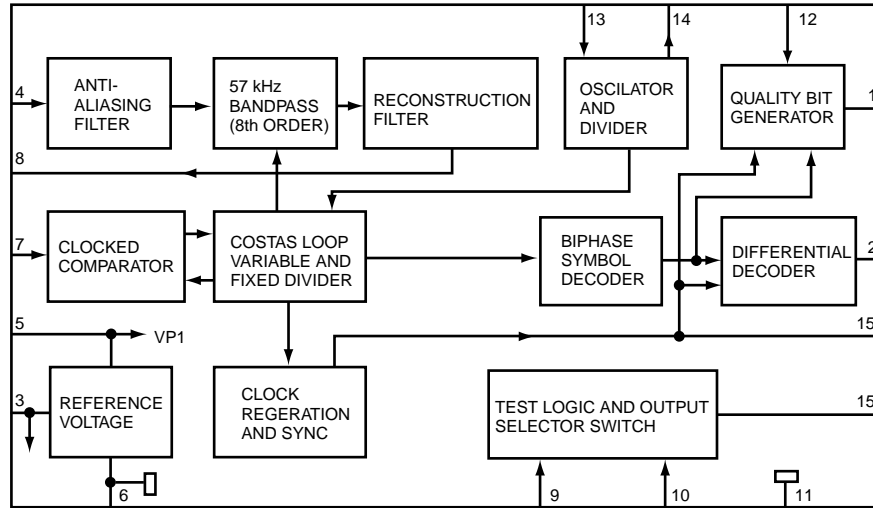 13
14
12
4
ANTI-
ALIASING
FILTER
57 kHz
BANDPASS
(8th ORDER)
RECONSTRUCTION
FILTER
OSCILATOR
AND
DIVIDER
QUALITY BIT
GENERATOR
1
8
7
CLOCKED
COMPARATOR
COSTAS LOOP
VARIABLE AND
FIXED DIVIDER
BIPHASE
SYMBOL
DECODER
DIFFERENTIAL
DECODER
2
5
VP1
15
3
REFERENCE
VOLTAGE
CLOCK
REGERATION
AND SYNC
TEST LOGIC AND OUTPUT
SELECTOR SWITCH
15
6
9
10
11